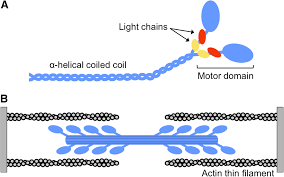 A
Light chains
α-helical coiled coil
Motor domain
B
Actin thin filament